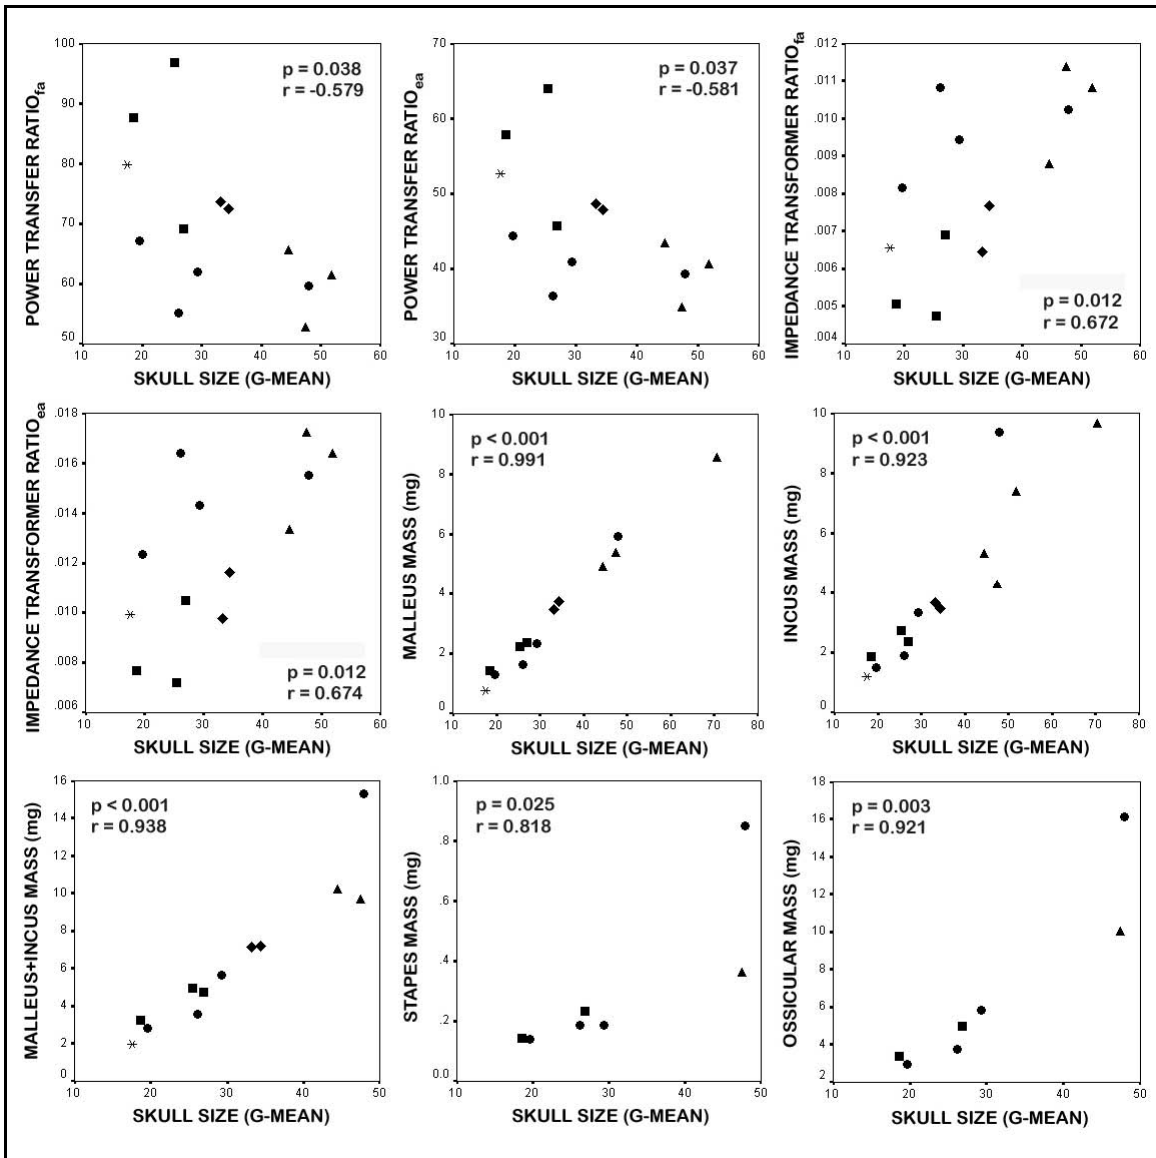 POWER TRANSFER RATIOfa
100
90
80
70
60
50
p = 0.038
r = -0.579
10 20 30 40 50 60
SKULL SIZE (G-MEAN)
POWER TRANSFER RATIOea
70
60
50
40
30
p = 0.037
r = -0.581
10 20 30 40 50 60
SKULL SIZE (G-MEAN)
IMPEDANCE TRANSFORMER RATIOfa
.012
.011
.010
.009
.008
.007
.006
.005
.004
p = 0.012
r = 0.672
10 20 30 40 50 60
SKULL SIZE (G-MEAN)
IMPEDANCE TRANSFORMER RATIOea
.018
.016
.014
.012
.010
.008
.006
p = 0.012
r = 0.674
10 20 30 40 50 60
SKULL SIZE (G-MEAN)
MALLEUS MASS (mg)
10
8
6
4
2
0
p < 0.001
r = 0.991
10 20 30 40 50 60 70 80
SKULL SIZE (G-MEAN)
INCUS MASS (mg)
10
8
6
4
2
0
p < 0.001
r = 0.923
10 20 30 40 50 60 70 80
SKULL SIZE (G-MEAN)
MALLEUS+INCUS MASS (mg)
16
14
12
10
8
6
4
2
0
p < 0.001
r = 0.938
10 20 30 40 50
SKULL SIZE (G-MEAN)
STAPES MASS (mg)
1.0
.8
.6
.4
.2
0.0
p = 0.025
r = 0.818
10 20 30 40 50
SKULL SIZE (G-MEAN)
OSSICULAR MASS (mg)
18
16
14
12
10
8
6
4
2
p = 0.003
r = 0.921
10 20 30 40 50
SKULL SIZE (G-MEAN)